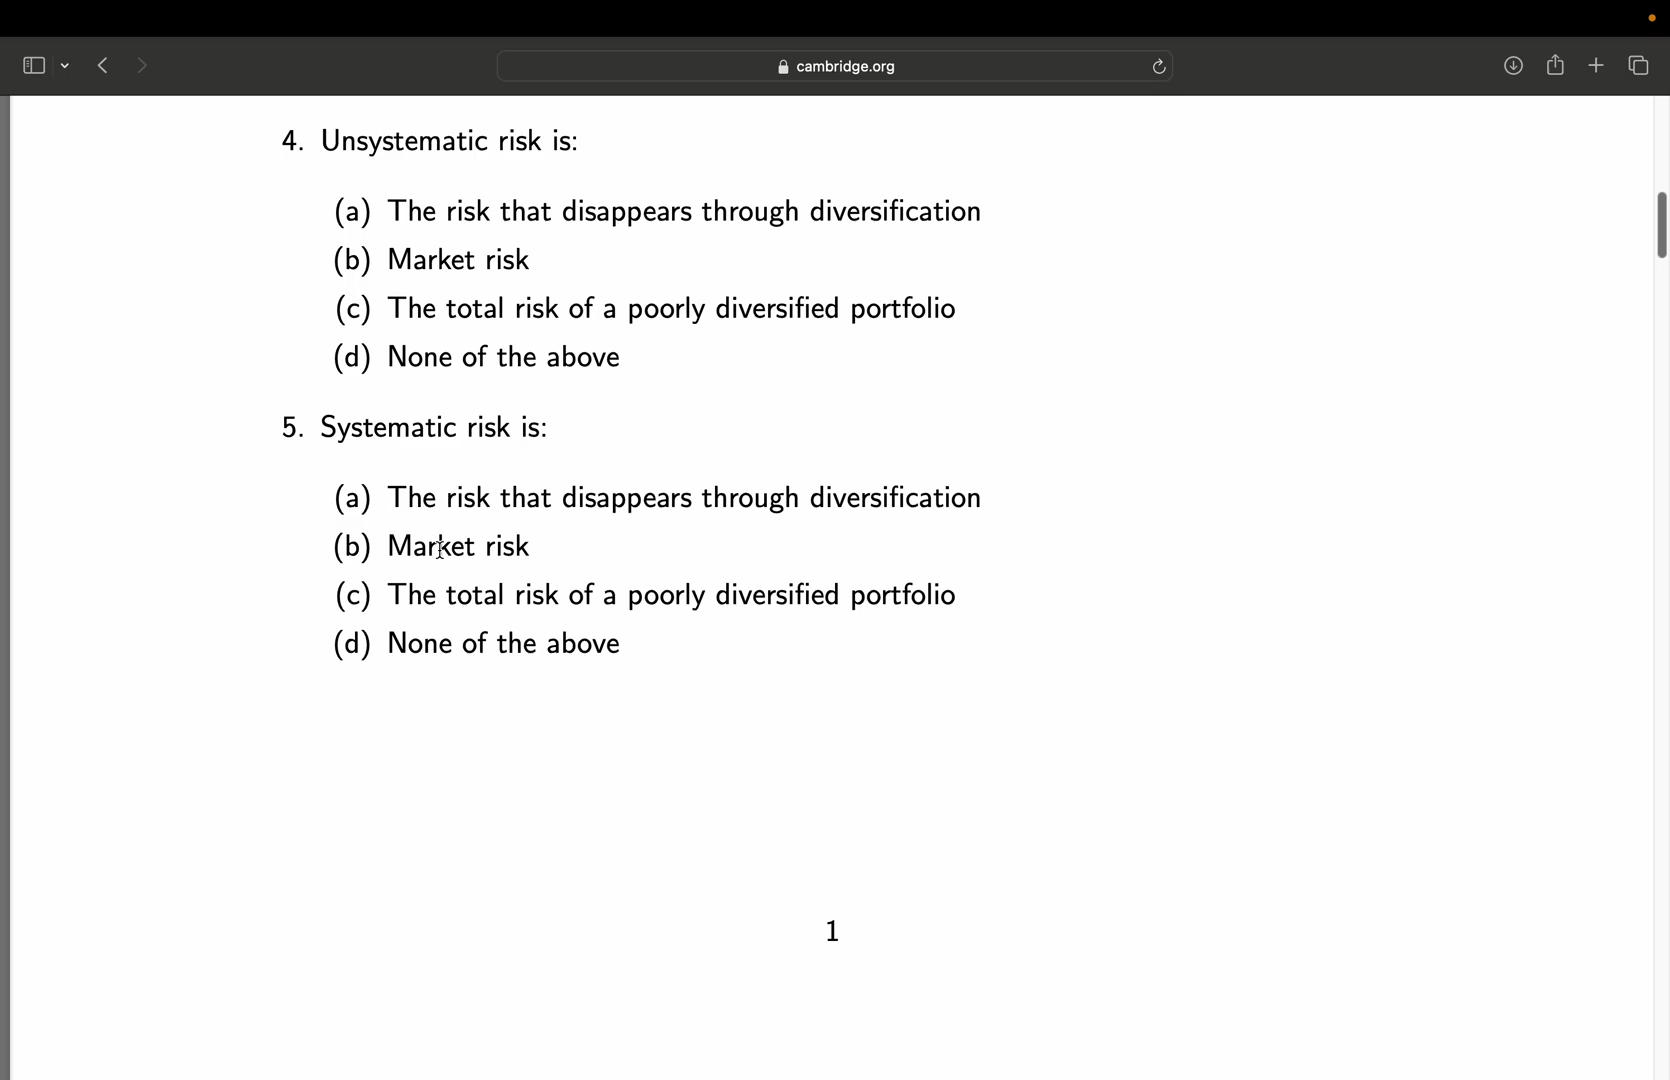 cambridge.org
4. Unsystematic risk is:
(a) The risk that disappears through diversification
(b) Market risk
(c) The total risk of a poorly diversified portfolio
(d) None of the above
5. Systematic risk is:
(a) The risk that disappears through diversification
(b) Market risk
(c) The total risk of a poorly diversified portfolio
(d) None of the above
1